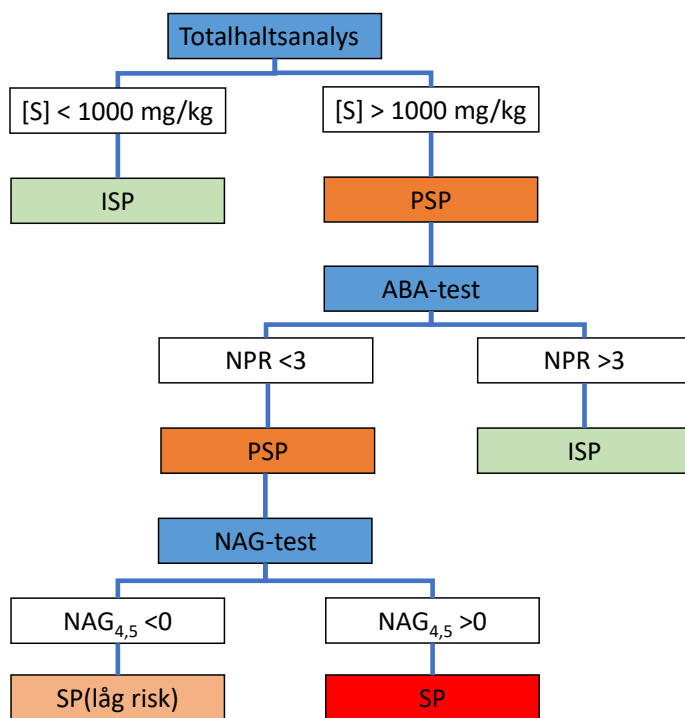 Totalhaltsanalys
[S] < 1000 mg/kg
[S] > 1000 mg/kg
ISP
PSP
ABA-test
NPR <3
NPR >3
PSP
ISP
NAG-test
NAG4,5 <0
NAG4,5 >0
SP(låg risk)
SP